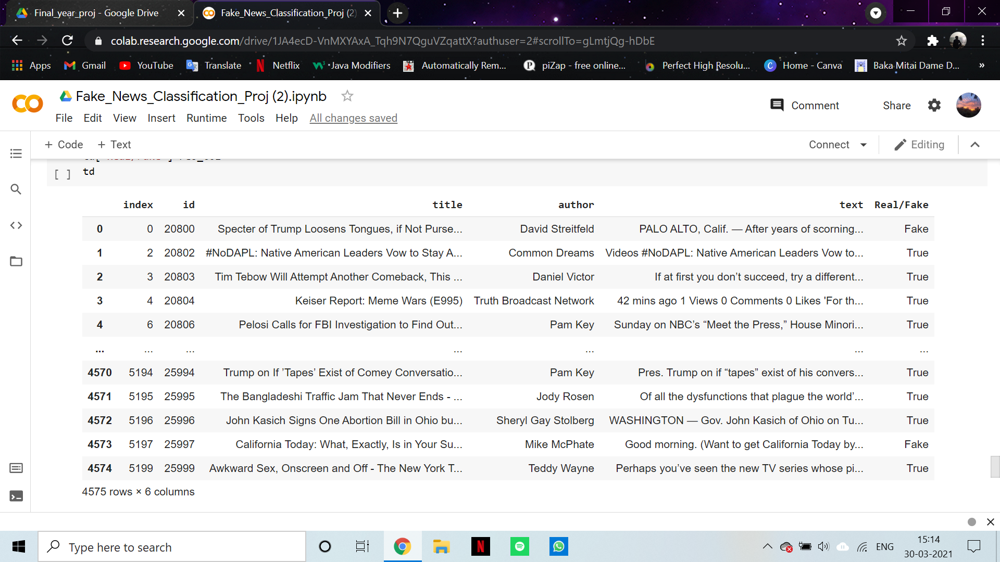 Final_year_proj - Google Drive
Fake_News_Classification_Proj (2)
colab.research.google.com/drive/1JA4ecD-VnMXYAxA_Tqh9N7QguVZqattX?authuser=2#scrollTo=gLmtjQg-hDbE
Apps Gmail YouTube Translate Netflix Java Modifiers Automatically Rem... piZap - free online... Perfect High Resolu... Home - Canva Baka Mitai Dame D... »
Fake_News_Classification_Proj (2).ipynb
Comment Share
File Edit View Insert Runtime Tools Help All changes saved
+ Code + Text Connect Editing
[ ] td
index id title author text Real/Fake
0 0 20800 Specter of Trump Loosens Tongues, if Not Purse... David Streitfeld PALO ALTO, Calif. — After years of scorning... Fake
1 2 20802 #NoDAPL: Native American Leaders Vow to Stay A... Common Dreams Videos #NoDAPL: Native American Leaders Vow to... True
2 3 20803 Tim Tebow Will Attempt Another Comeback, This ... Daniel Victor If at first you don’t succeed, try a different... True
3 4 20804 Keiser Report: Meme Wars (E995) Truth Broadcast Network 42 mins ago 1 Views 0 Comments 0 Likes 'For th... True
4 6 20806 Pelosi Calls for FBI Investigation to Find Out... Pam Key Sunday on NBC’s “Meet the Press,” House Minori... True
... ... ... ... ... ... ...
4570 5194 25994 Trump on If ’Tapes’ Exist of Comey Conversatio... Pam Key Pres. Trump on if “tapes” exist of his convers... True
4571 5195 25995 The Bangladeshi Traffic Jam That Never Ends - ... Jody Rosen Of all the dysfunctions that plague the world’... True
4572 5196 25996 John Kasich Signs One Abortion Bill in Ohio bu... Sheryl Gay Stolberg WASHINGTON — Gov. John Kasich of Ohio on Tu... True
4573 5197 25997 California Today: What, Exactly, Is in Your Su... Mike McPhate Good morning. (Want to get California Today by... Fake
4574 5199 25999 Awkward Sex, Onscreen and Off - The New York T... Teddy Wayne Perhaps you’ve seen the new TV series whose pi... True
4575 rows × 6 columns
Type here to search
ENG
15:14
30-03-2021